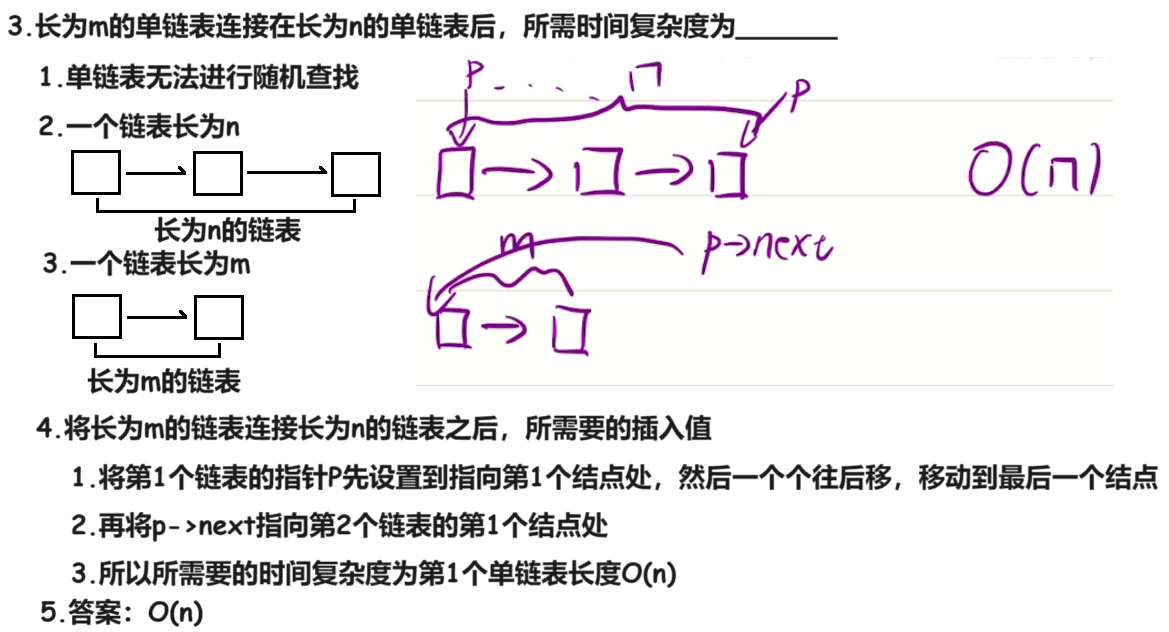 3.长为m的单链表连接在长为n的单链表后，所需时间复杂度为_______
1.单链表无法进行随机查找
2.一个链表长为n
长为n的链表
3.一个链表长为m
长为m的链表
P.....n
P
O(n)
m
p→next
4.将长为m的链表连接长为n的链表之后，所需要的插入值
1.将第1个链表的指针P先设置到指向第1个结点处，然后一个个往后移，移动到最后一个结点
2.再将p->next指向第2个链表的第1个结点处
3.所以所需要的时间复杂度为第1个单链表长度O(n)
5.答案：O(n)